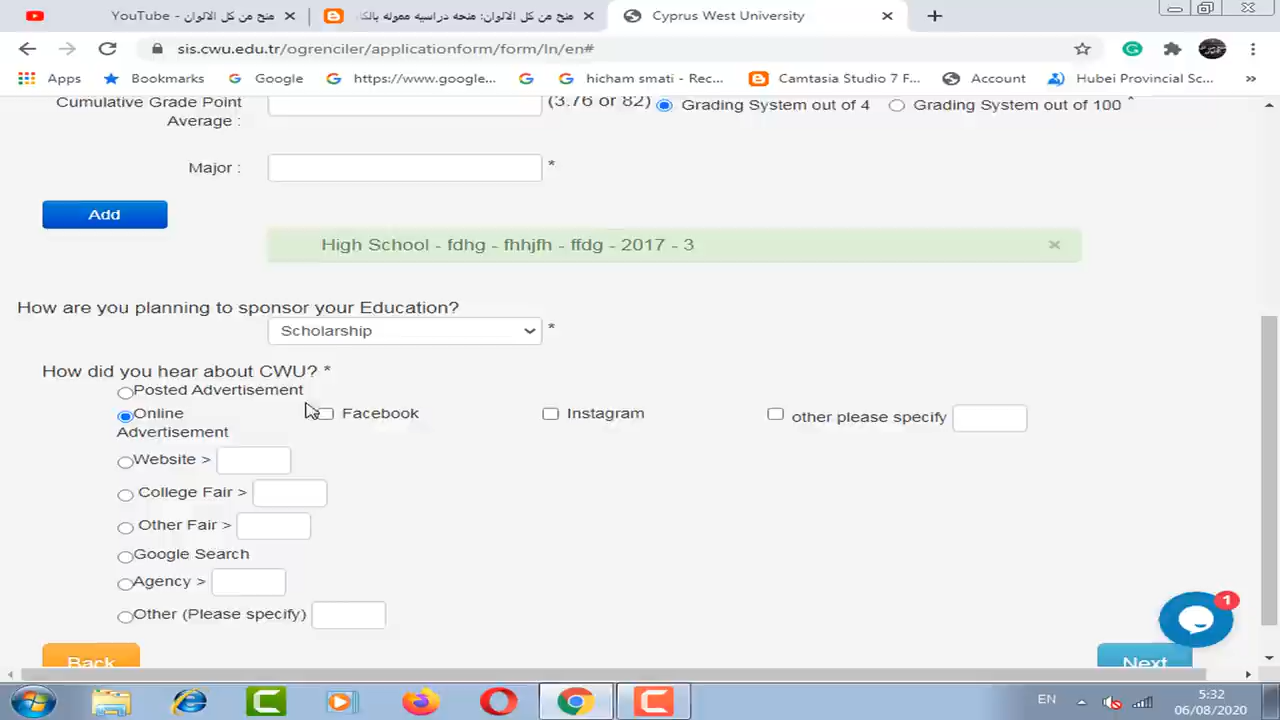 YouTube - منح من كل الالوان
منح من كل الالوان: منحه دراسيه مموله بالكا
Cyprus West University
sis.cwu.edu.tr/ogrenciler/applicationform/form/ln/en#
Apps
Bookmarks
Google
https://www.google...
hicham smati - Rec...
Camtasia Studio 7 F...
Account
Hubei Provincial Sc...
»
Cumulative Grade Point
Average :
(3.76 or 82)
Grading System out of 4
Grading System out of 100 *
Major :
*
Add
High School - fdhg - fhhjfh - ffdg - 2017 - 3
×
How are you planning to sponsor your Education?
Scholarship
*
How did you hear about CWU? *
Posted Advertisement
Online
Advertisement
Facebook
Instagram
other please specify
Website >
College Fair >
Other Fair >
Google Search
Agency >
Other (Please specify)
1
Back
Next
EN
5:32
06/08/2020